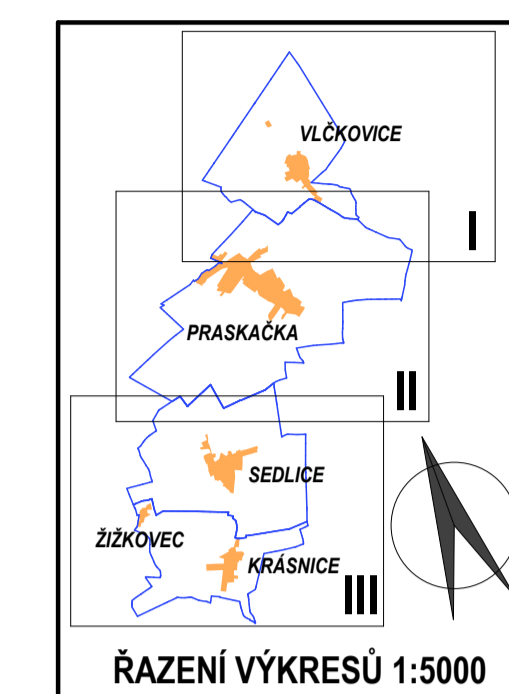 VLČKOVICE
I
PRASKAČKA
II
SEDLICE
ŽIŽKOVEC
KRÁSNICE
III
ŘAZENÍ VÝKRESŮ 1:5000